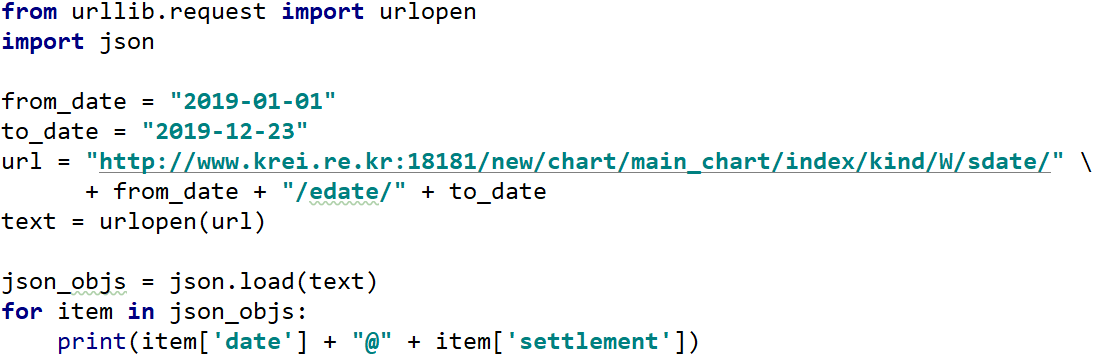 from urllib.request import urlopen
import json
from_date = "2019-01-01"
to_date = "2019-12-23"
url = "http://www.krei.re.kr:18181/new/chart/main_chart/index/kind/W/sdate/" \
      + from_date + "/edate/" + to_date
text = urlopen(url)
json_objs = json.load(text)
for item in json_objs:
    print(item['date'] + "@" + item['settlement'])